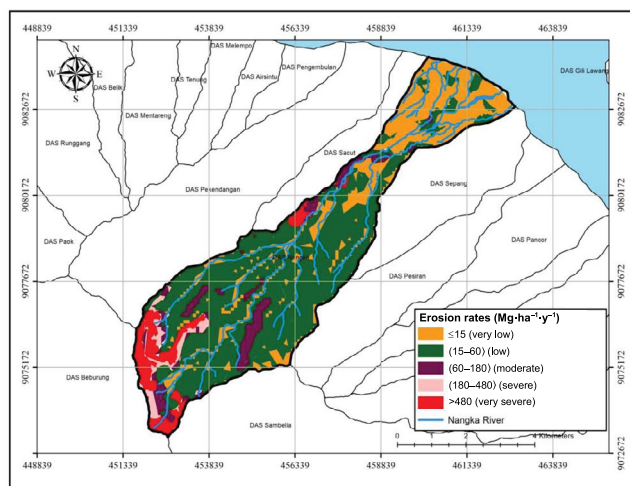 448839 451339 453839 456339 458839 461339 463839
N
W E
S
DAS Melempo
DAS Tenung
DAS Airsintu
DAS Pengembulan
DAS Belik
DAS Mentareng
DAS Gili Lawang
DAS Runggang
DAS Sacut
DAS Pekendangan
DAS Sepang
DAS Paok
DAS Pancor
DAS Pesiran
DAS Beburung
DAS Sambelia
9082672
9080172
9077672
9075172
9072672
Erosion rates (Mg·ha⁻¹·y⁻¹)
≤15 (very low)
(15–60) (low)
(60–180) (moderate)
(180–480) (severe)
>480 (very severe)
Nangka River
0 1 2 4 Kilometers
448839 451339 453839 456339 458839 461339 463839
9082672
9080172
9077672
9075172
9072672